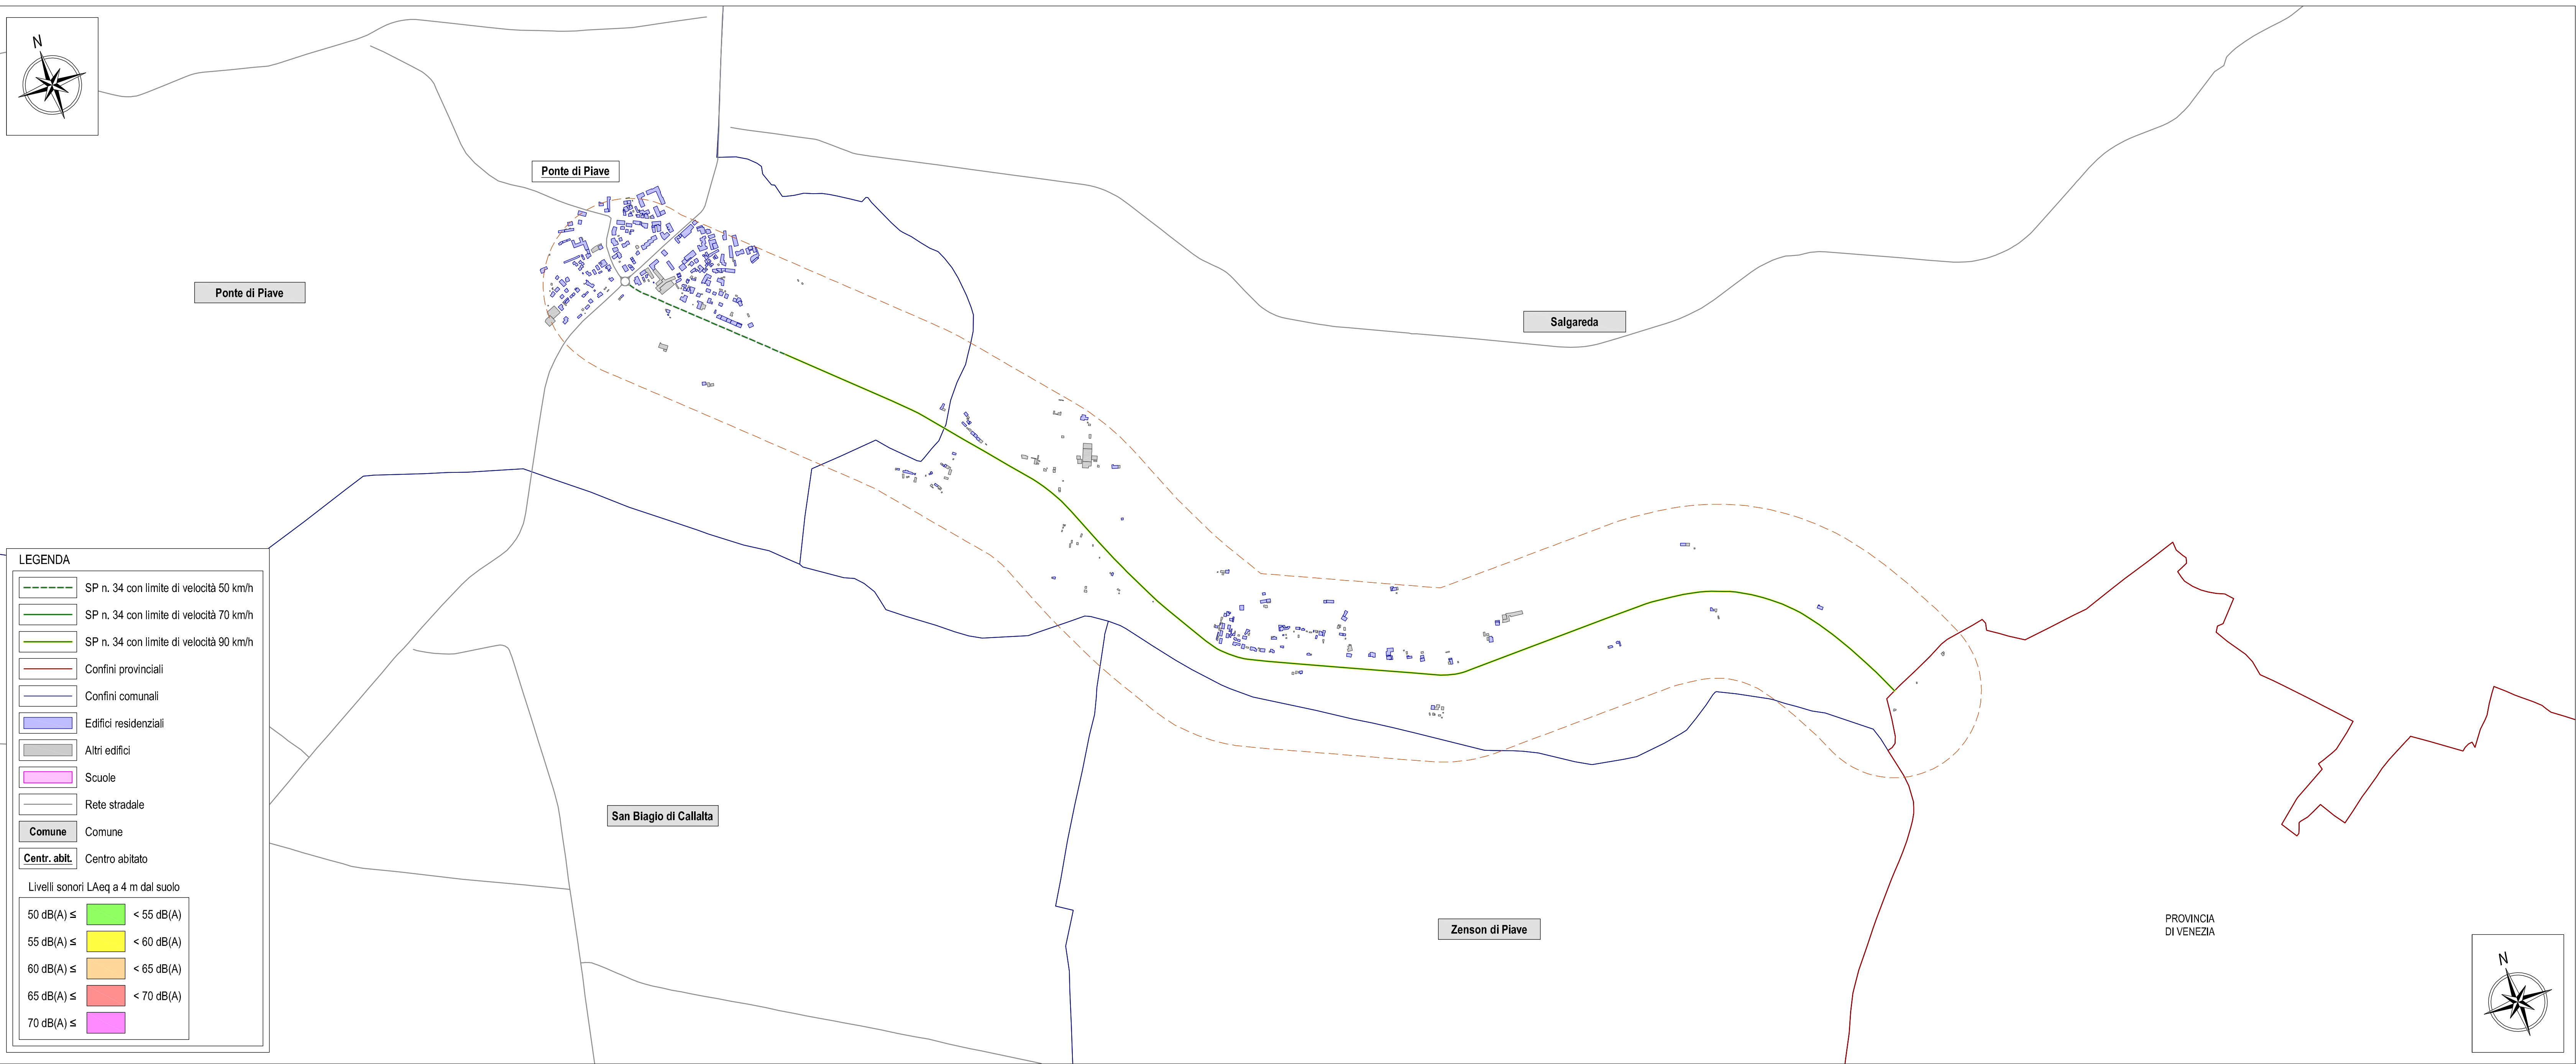 N
Ponte di Piave
Ponte di Piave
Salgareda
LEGENDA
SP n. 34 con limite di velocità 50 km/h
SP n. 34 con limite di velocità 70 km/h
SP n. 34 con limite di velocità 90 km/h
Confini provinciali
Confini comunali
Edifici residenziali
Altri edifici
Scuole
Rete stradale
Comune Comune
Centr. abit. Centro abitato
Livelli sonori LAeq a 4 m dal suolo
50 dB(A) ≤ < 55 dB(A)
55 dB(A) ≤ < 60 dB(A)
60 dB(A) ≤ < 65 dB(A)
65 dB(A) ≤ < 70 dB(A)
70 dB(A) ≤
San Biagio di Callalta
Zenson di Piave
PROVINCIA
DI VENEZIA
N